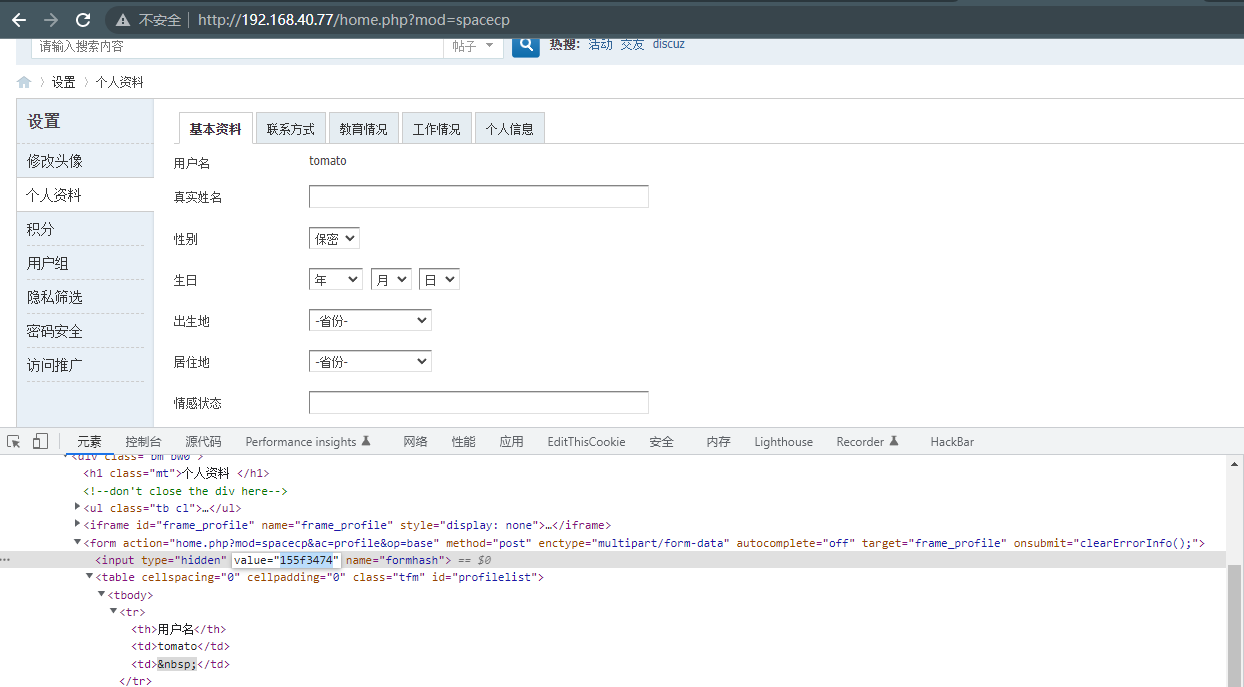 不安全 | http://192.168.40.77/home.php?mod=spacecp
请输入搜索内容 帖子 热搜: 活动 交友 discuz
设置 个人资料
设置
修改头像
个人资料
积分
用户组
隐私筛选
密码安全
访问推广
基本资料 联系方式 教育情况 工作情况 个人信息
用户名 tomato
真实姓名
性别 保密
生日 年 月 日
出生地 -省份-
居住地 -省份-
情感状态
元素 控制台 源代码 Performance insights 网络 性能 应用 EditThisCookie 安全 内存 Lighthouse Recorder HackBar
<div class="bm bw0">
<h1 class="mt">个人资料 </h1>
<!--don't close the div here-->
<ul class="tb cl">…</ul>
<iframe id="frame_profile" name="frame_profile" style="display: none">…</iframe>
<form action="home.php?mod=spacecp&ac=profile&op=base" method="post" enctype="multipart/form-data" autocomplete="off" target="frame_profile" onsubmit="clearErrorInfo();">
<input type="hidden" value="155f3474" name="formhash"> == $0
<table cellspacing="0" cellpadding="0" class="tfm" id="profilelist">
<tbody>
<tr>
<th>用户名</th>
<td>tomato</td>
<td>&nbsp;</td>
</tr>